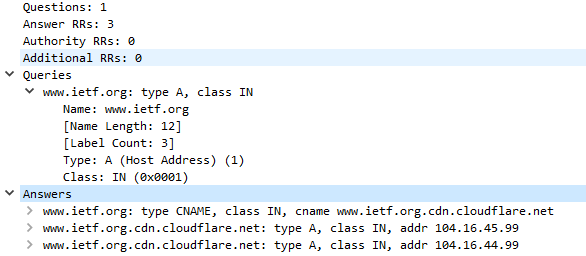 Questions: 1
Answer RRs: 3
Authority RRs: 0
Additional RRs: 0
Queries
www.ietf.org: type A, class IN
Name: www.ietf.org
[Name Length: 12]
[Label Count: 3]
Type: A (Host Address) (1)
Class: IN (0x0001)
Answers
www.ietf.org: type CNAME, class IN, cname www.ietf.org.cdn.cloudflare.net
www.ietf.org.cdn.cloudflare.net: type A, class IN, addr 104.16.45.99
www.ietf.org.cdn.cloudflare.net: type A, class IN, addr 104.16.44.99